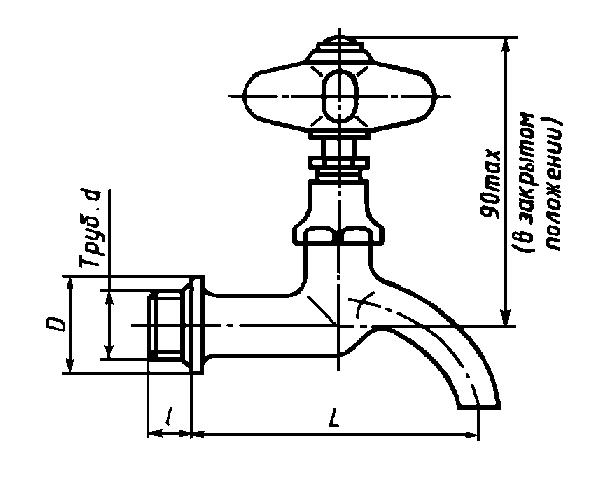 90max
(в закрытом
положении)
Труб. d
D
l
L